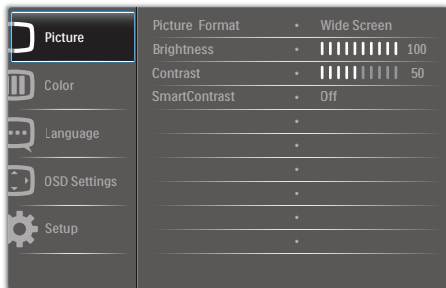 Picture
Color
Language
OSD Settings
Setup
Picture Format • Wide Screen
Brightness • 100
Contrast • 50
SmartContrast • Off
•
•
•
•
•
•